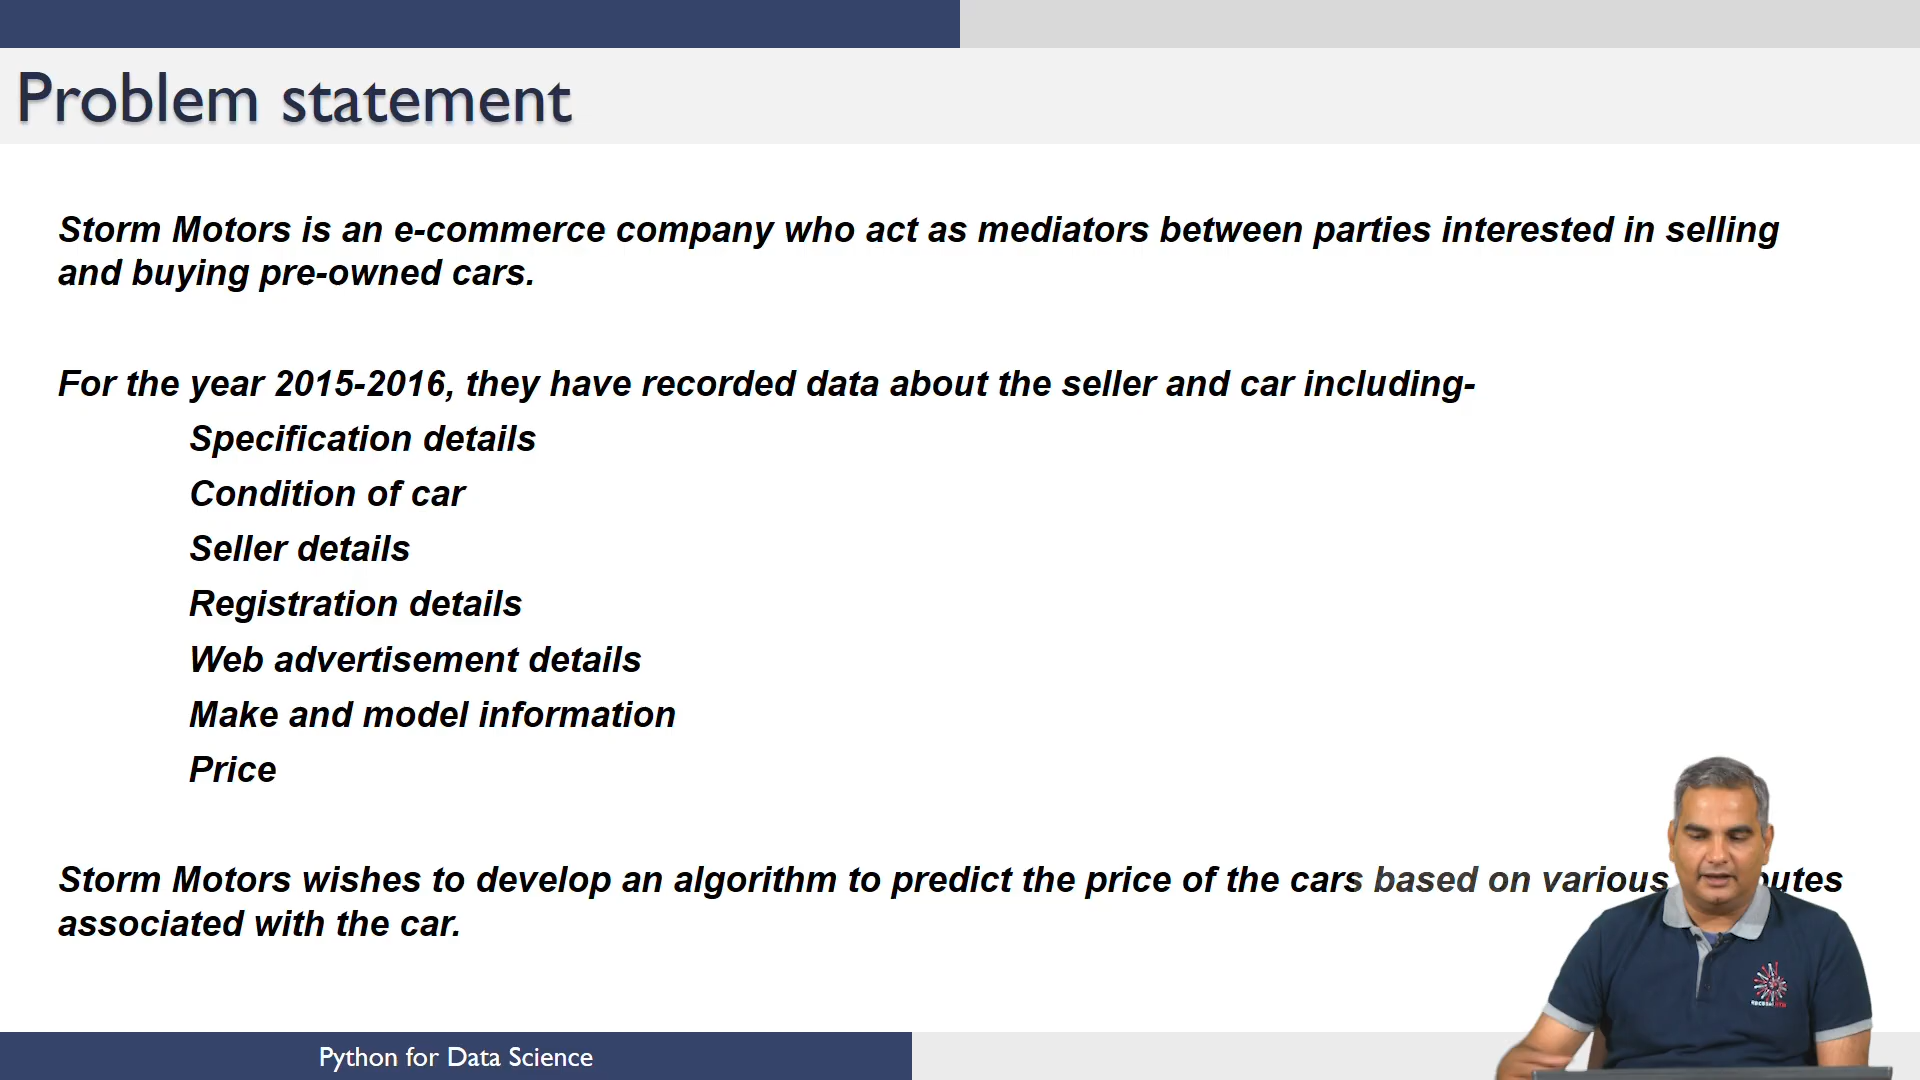 Problem statement
Storm Motors is an e-commerce company who act as mediators between parties interested in selling
and buying pre-owned cars.
For the year 2015-2016, they have recorded data about the seller and car including-
Specification details
Condition of car
Seller details
Registration details
Web advertisement details
Make and model information
Price
Storm Motors wishes to develop an algorithm to predict the price of the cars based on various
associated with the car.
Python for Data Science